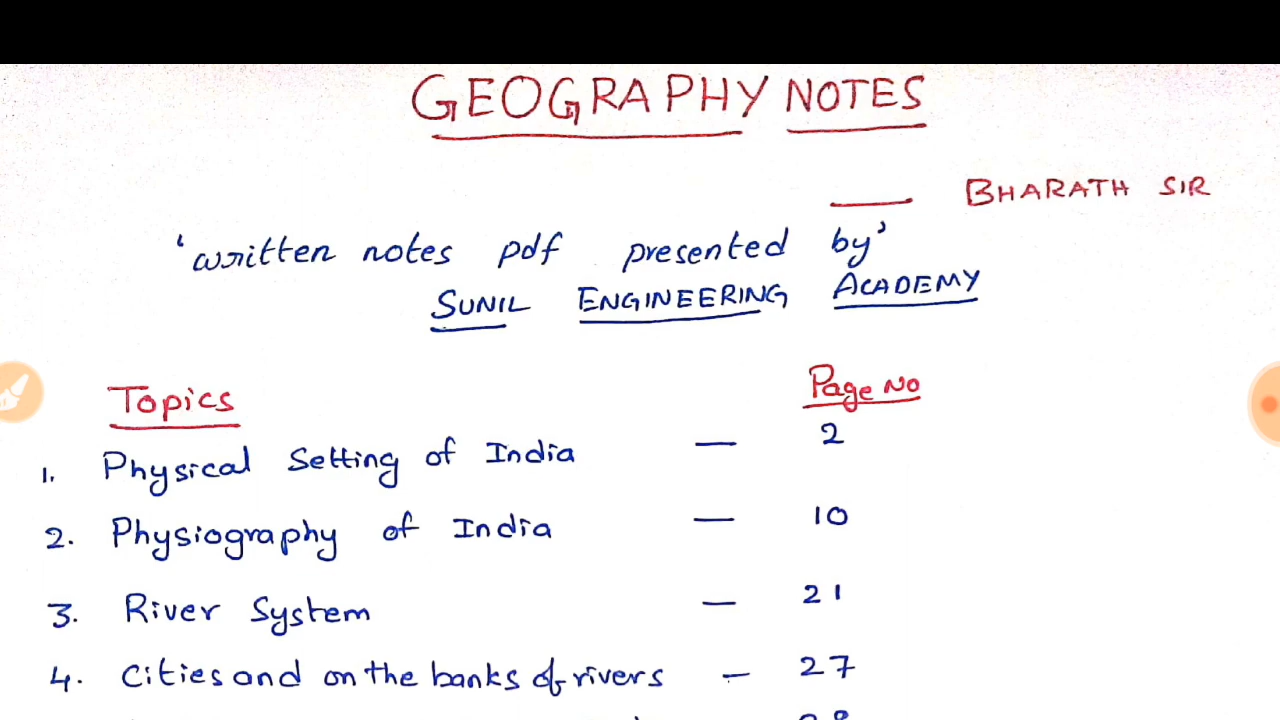 GEOGRAPHY NOTES
— BHARATH SIR
‘written notes pdf presented by’
SUNIL ENGINEERING ACADEMY
Topics Page No
1. Physical Setting of India — 2
2. Physiography of India — 10
3. River System — 21
4. Cities and on the banks of rivers — 27